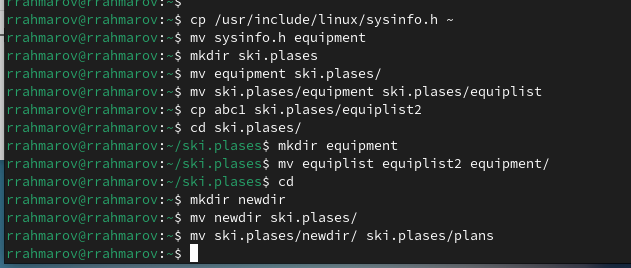 rrahmarov@rrahmarov:~$
rrahmarov@rrahmarov:~$ cp /usr/include/linux/sysinfo.h ~
rrahmarov@rrahmarov:~$ mv sysinfo.h equipment
rrahmarov@rrahmarov:~$ mkdir ski.plases
rrahmarov@rrahmarov:~$ mv equipment ski.plases/
rrahmarov@rrahmarov:~$ mv ski.plases/equipment ski.plases/equiplist
rrahmarov@rrahmarov:~$ cp abc1 ski.plases/equiplist2
rrahmarov@rrahmarov:~$ cd ski.plases/
rrahmarov@rrahmarov:~/ski.plases$ mkdir equipment
rrahmarov@rrahmarov:~/ski.plases$ mv equiplist equiplist2 equipment/
rrahmarov@rrahmarov:~/ski.plases$ cd
rrahmarov@rrahmarov:~$ mkdir newdir
rrahmarov@rrahmarov:~$ mv newdir ski.plases/
rrahmarov@rrahmarov:~$ mv ski.plases/newdir/ ski.plases/plans
rrahmarov@rrahmarov:~$